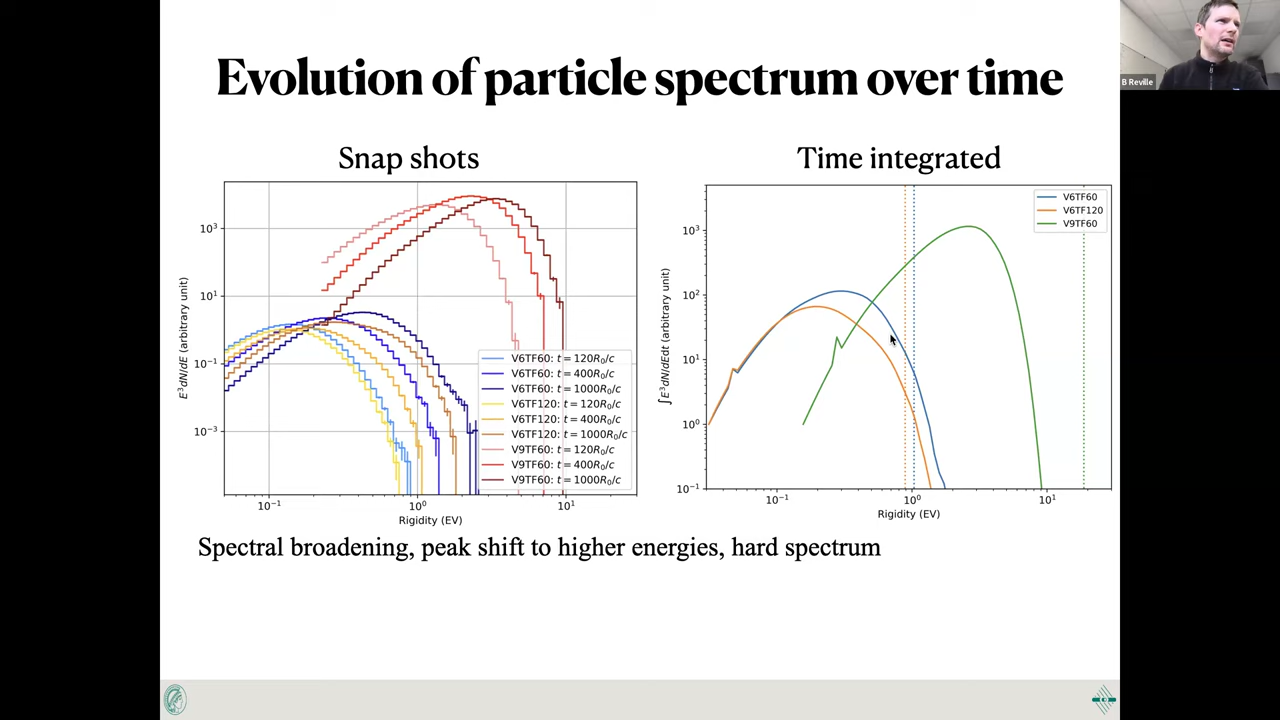 B Reville
Evolution of particle spectrum over time
Snap shots
Time integrated
E³dN/dE (arbitrary unit)
10³
10¹
10⁻¹
10⁻³
V6TF60: t = 120R₀/c
V6TF60: t = 400R₀/c
V6TF60: t = 1000R₀/c
V6TF120: t = 120R₀/c
V6TF120: t = 400R₀/c
V6TF120: t = 1000R₀/c
V9TF60: t = 120R₀/c
V9TF60: t = 400R₀/c
V9TF60: t = 1000R₀/c
10⁻¹ 10⁰ 10¹
Rigidity (EV)
∫E³dN/dEdt (arbitrary unit)
10³
10²
10¹
10⁰
10⁻¹
V6TF60
V6TF120
V9TF60
10⁻¹ 10⁰ 10¹
Rigidity (EV)
Spectral broadening, peak shift to higher energies, hard spectrum